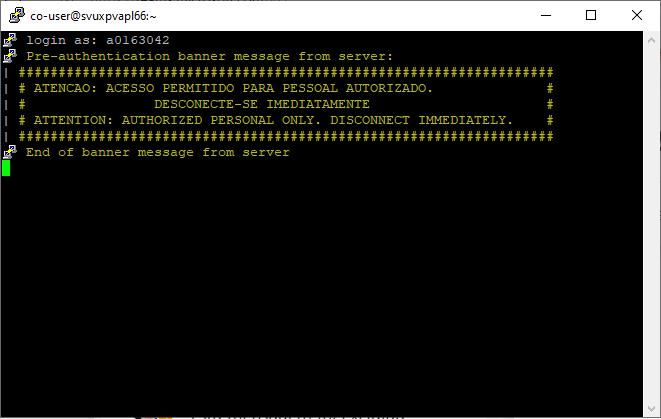 co-user@svuxpvapl66:~
login as: a0163042
Pre-authentication banner message from server:
| ###################################################################
| # ATENCAO: ACESSO PERMITIDO PARA PESSOAL AUTORIZADO.              #
| #                DESCONECTE-SE IMEDIATAMENTE                      #
| # ATTENTION: AUTHORIZED PERSONAL ONLY. DISCONNECT IMMEDIATELY.    #
| ###################################################################
End of banner message from server